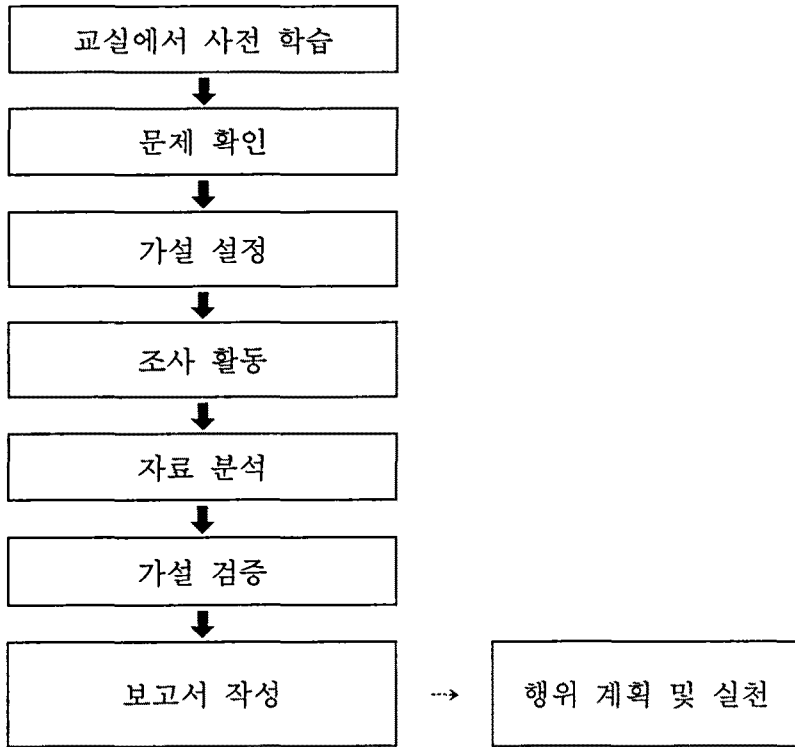 교실에서 사전 학습
문제 확인
가설 설정
조사 활동
자료 분석
가설 검증
보고서 작성
행위 계획 및 실천